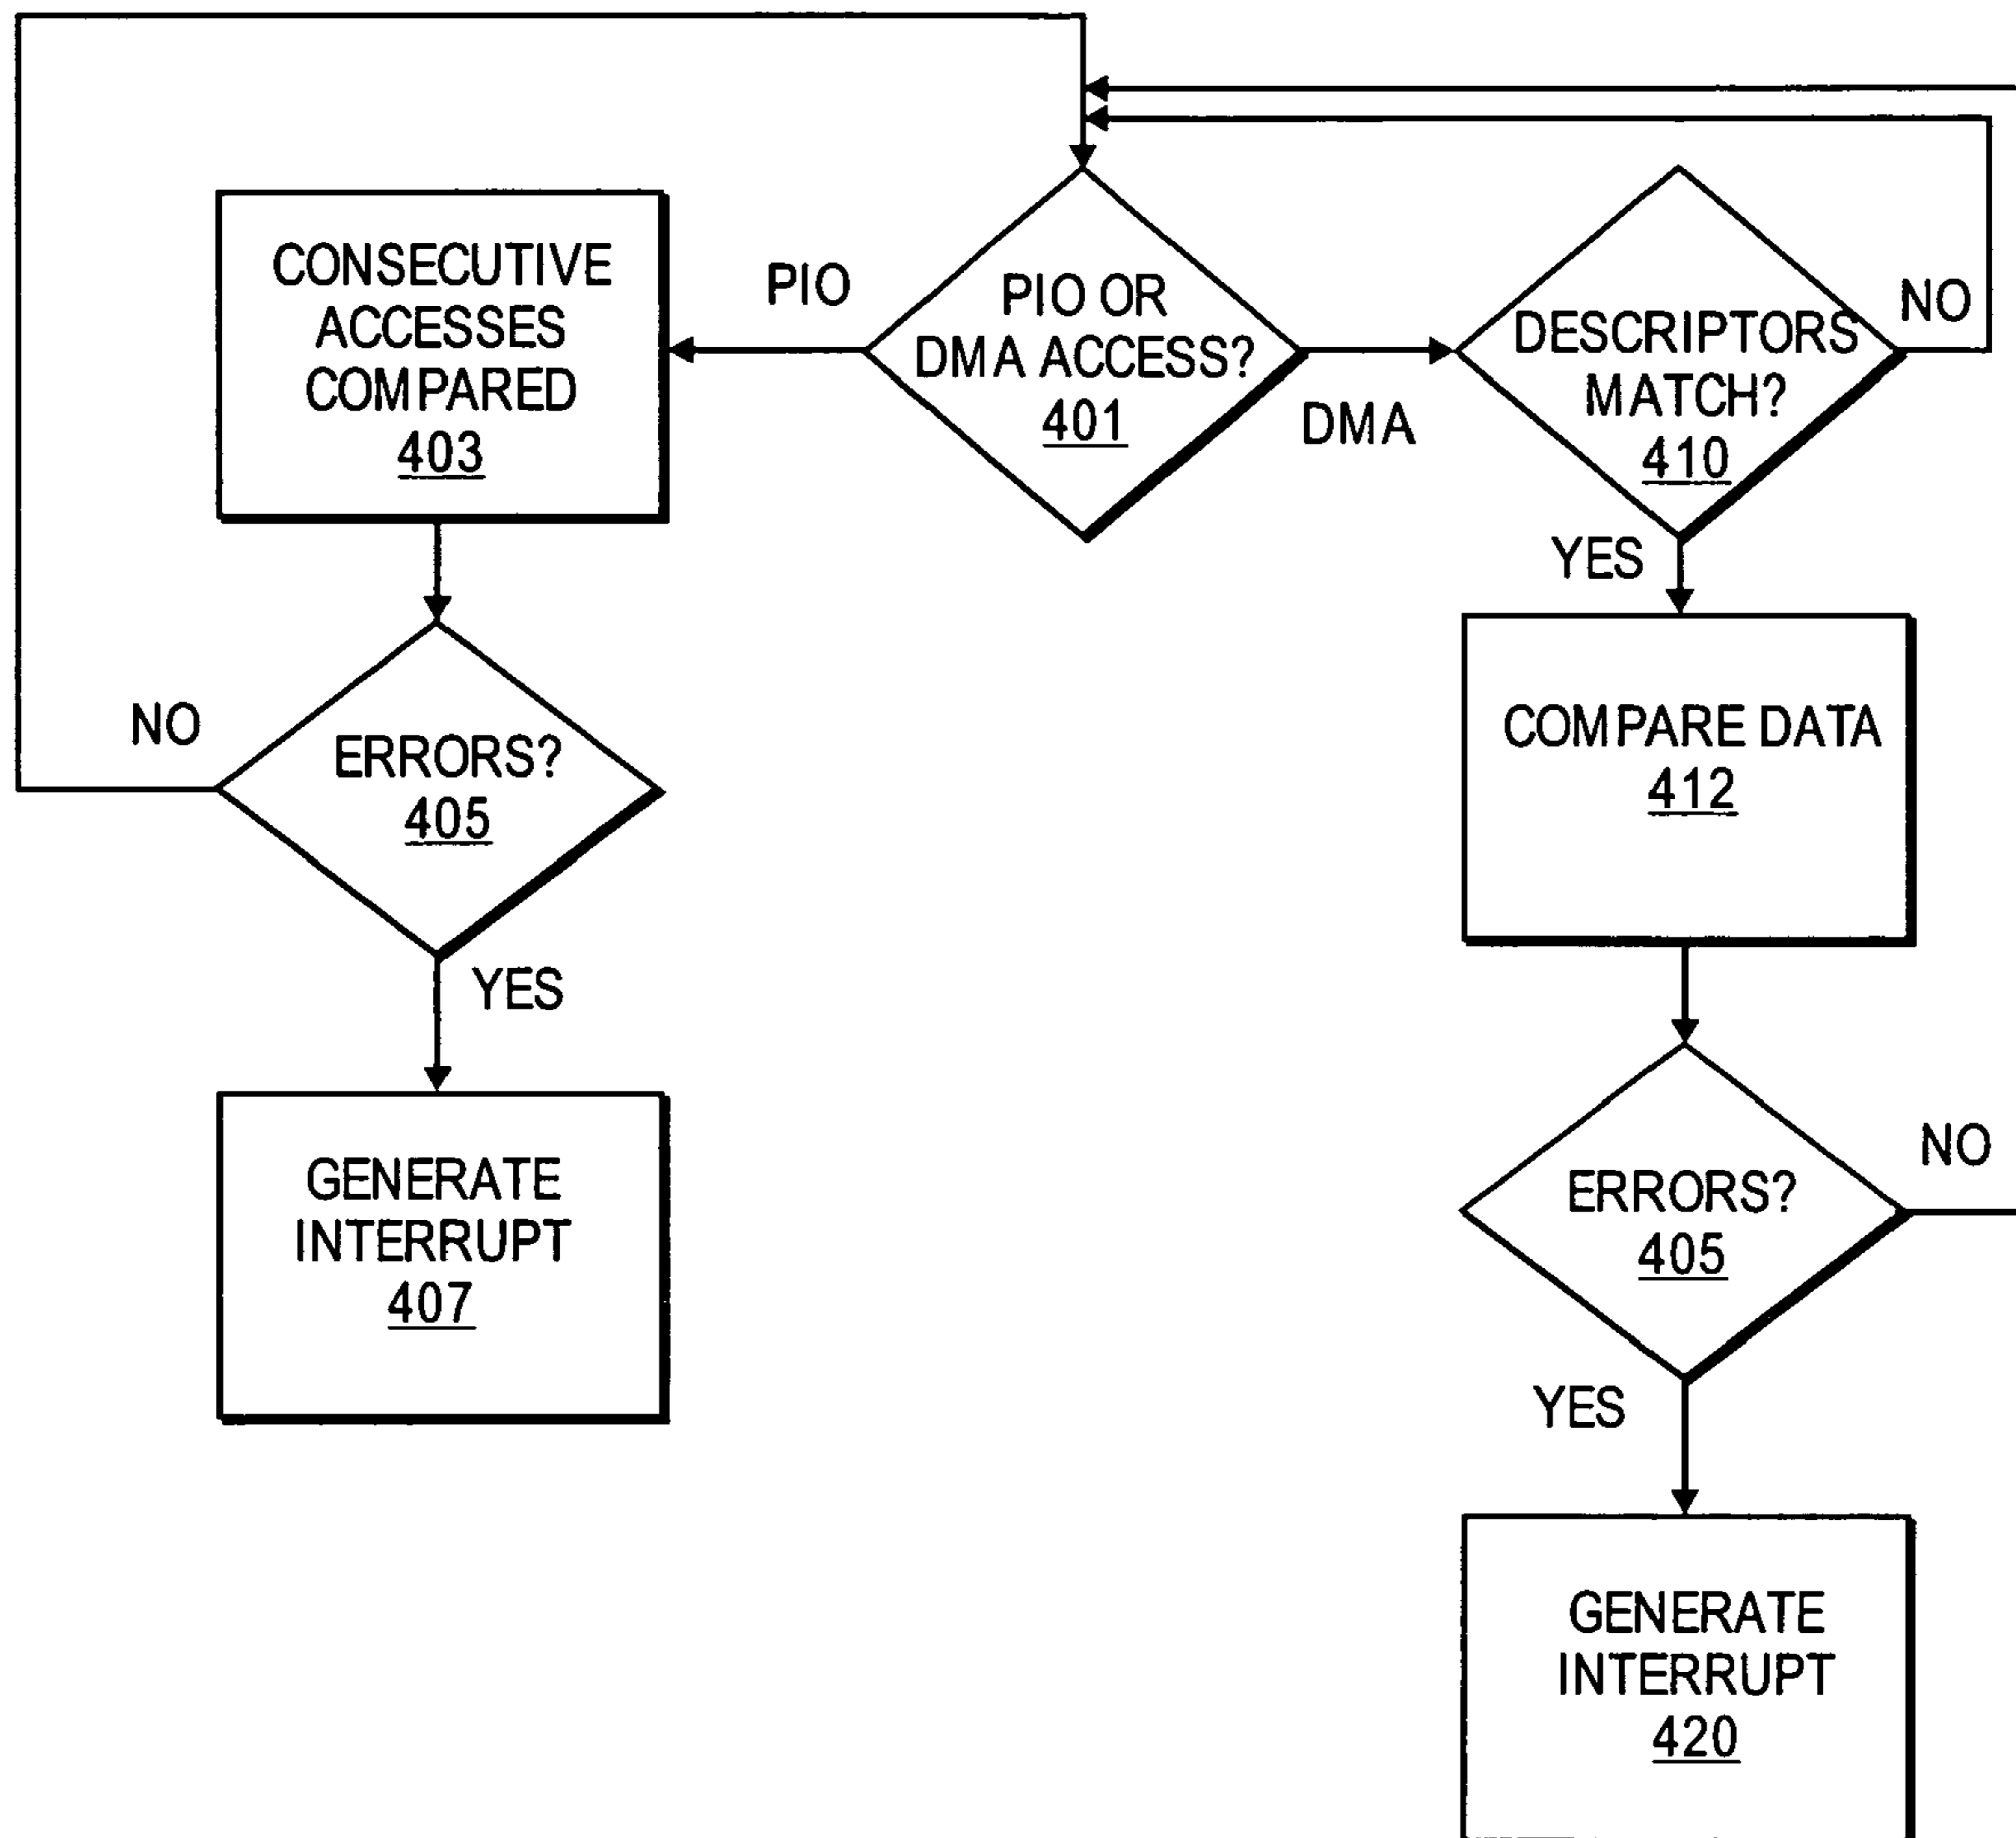 CONSECUTIVE
ACCESSES
COMPARED
403
PIO
PIO OR
DMA ACCESS?
401
DMA
DESCRIPTORS
MATCH?
410
NO
YES
COMPARE DATA
412
NO
ERRORS?
405
YES
GENERATE
INTERRUPT
407
ERRORS?
405
NO
YES
GENERATE
INTERRUPT
420